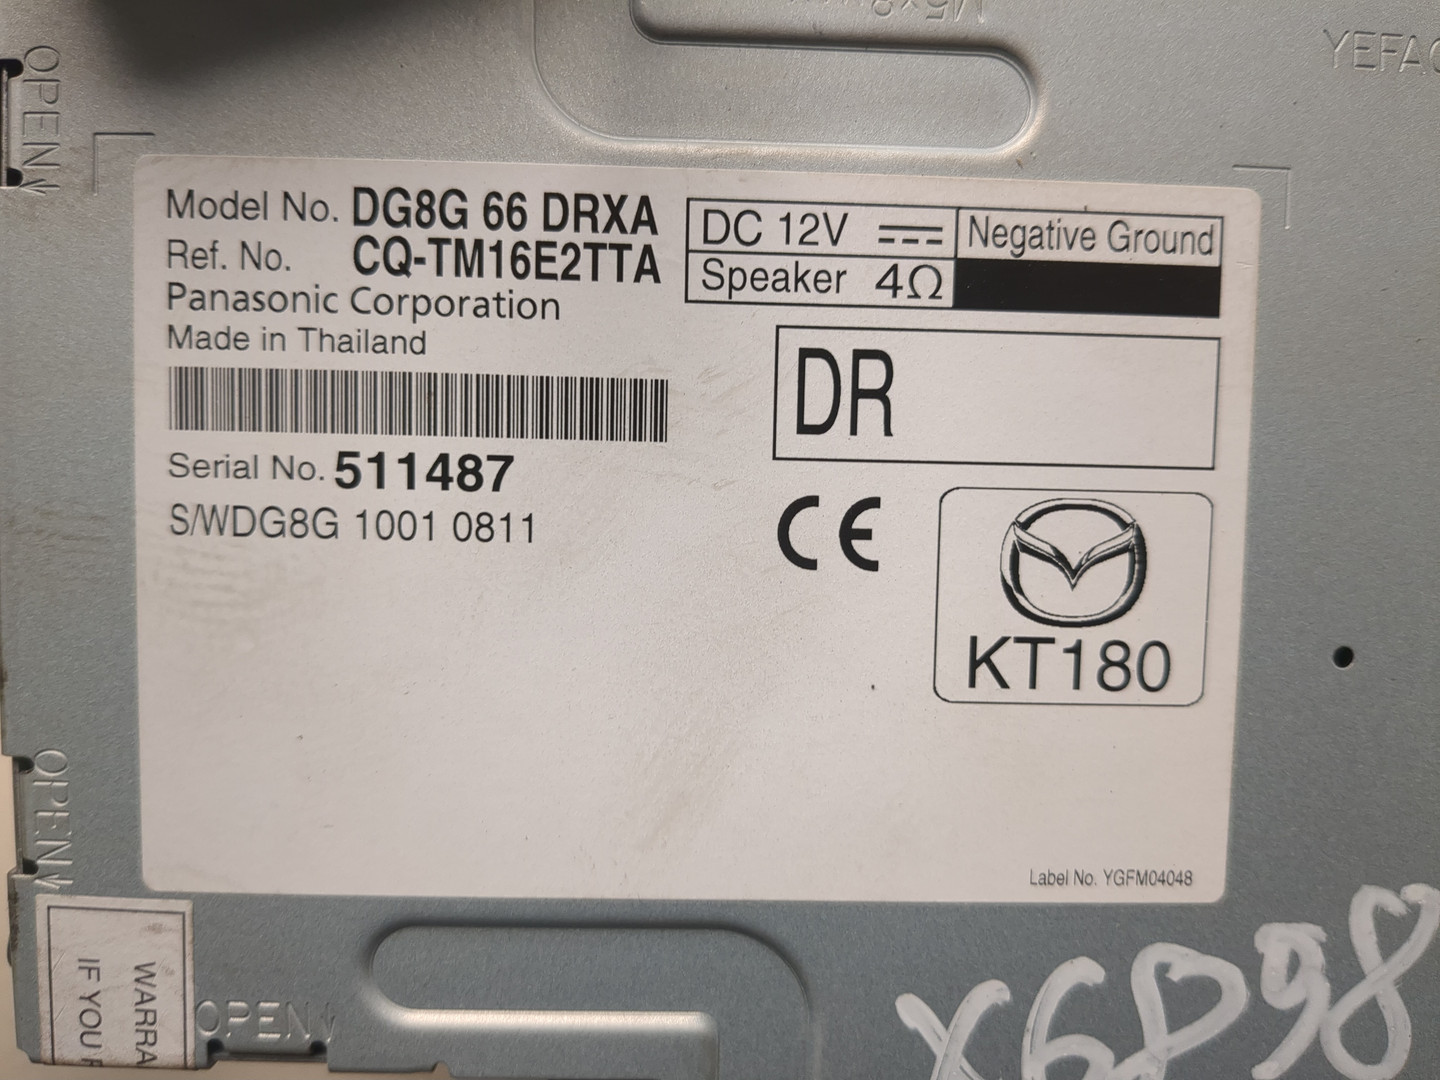 OPEN
YEFA
Model No. DG8G 66 DRXA
Ref. No. CQ-TM16E2TTA
Panasonic Corporation
Made in Thailand
Serial No. 511487
S/WDG8G 1001 0811
DC 12V
Negative Ground
Speaker 4Ω
DR
CE
KT180
Label No. YGFM04048
OPEN
WARRA
IF YOU
OPEN
X6898